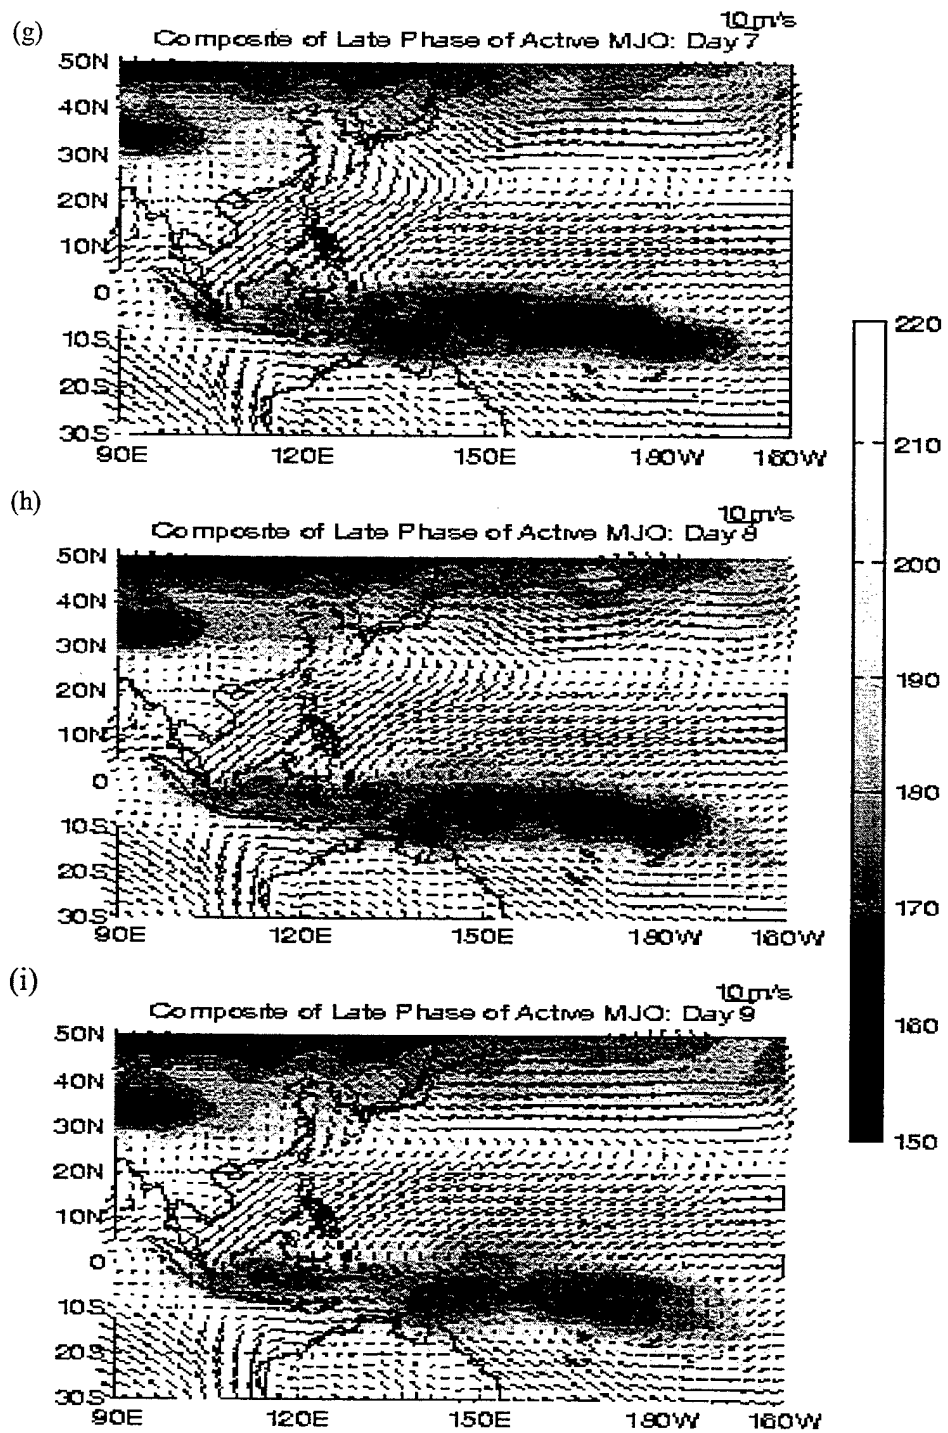 (g)
10 m/s
Composite of Late Phase of Active MJO: Day 7
50N
40N
30N
20N
10N
0
10S
20S
30S
90E 120E 150E 180W 160W
220
210
200
190
180
170
160
150
(h)
10 m/s
Composite of Late Phase of Active MJO: Day 8
50N
40N
30N
20N
10N
0
10S
20S
30S
90E 120E 150E 180W 160W
(i)
10 m/s
Composite of Late Phase of Active MJO: Day 9
50N
40N
30N
20N
10N
0
10S
20S
30S
90E 120E 150E 180W 160W